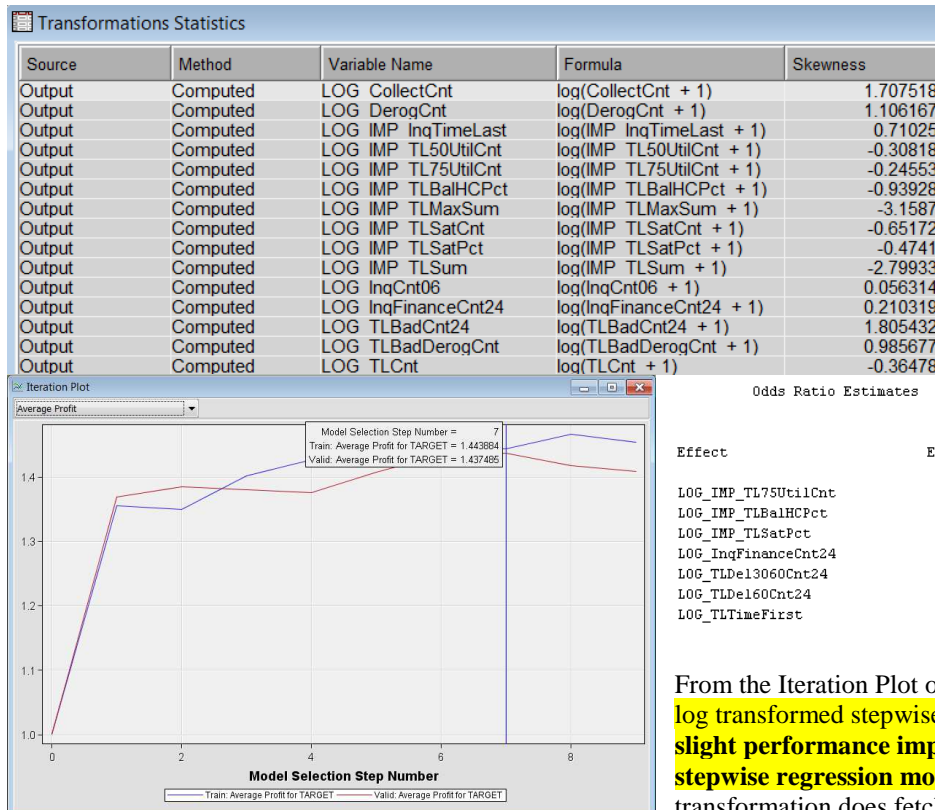 Transformations Statistics
Source Method Variable Name Formula Skewness
Output Computed LOG_CollectCnt log(CollectCnt + 1) 1.707518
Output Computed LOG_DerogCnt log(DerogCnt + 1) 1.106167
Output Computed LOG_IMP_InqTimeLast log(IMP_InqTimeLast + 1) 0.71025
Output Computed LOG_IMP_TL50UtilCnt log(IMP_TL50UtilCnt + 1) -0.30818
Output Computed LOG_IMP_TL75UtilCnt log(IMP_TL75UtilCnt + 1) -0.24553
Output Computed LOG_IMP_TLBalHCPct log(IMP_TLBalHCPct + 1) -0.93928
Output Computed LOG_IMP_TLMaxSum log(IMP_TLMaxSum + 1) -3.1587
Output Computed LOG_IMP_TLSatCnt log(IMP_TLSatCnt + 1) -0.65172
Output Computed LOG_IMP_TLSatPct log(IMP_TLSatPct + 1) -0.4741
Output Computed LOG_IMP_TLSum log(IMP_TLSum + 1) -2.79933
Output Computed LOG_InqCnt06 log(InqCnt06 + 1) 0.056314
Output Computed LOG_InqFinanceCnt24 log(InqFinanceCnt24 + 1) 0.210319
Output Computed LOG_TLBadCnt24 log(TLBadCnt24 + 1) 1.805432
Output Computed LOG_TLBadDerogCnt log(TLBadDerogCnt + 1) 0.985677
Output Computed LOG_TLCnt log(TLCnt + 1) -0.36478
Iteration Plot
Average Profit
Model Selection Step Number = 7
Train: Average Profit for TARGET = 1.443884
Valid: Average Profit for TARGET = 1.437485
1.4
1.3
1.2
1.1
1.0
0 2 4 6 8
Model Selection Step Number
Train: Average Profit for TARGET Valid: Average Profit for TARGET
Odds Ratio Estimates
Effect E
LOG_IMP_TL75UtilCnt
LOG_IMP_TLBalHCPct
LOG_IMP_TLSatPct
LOG_InqFinanceCnt24
LOG_TLDel3060Cnt24
LOG_TLDel60Cnt24
LOG_TLTimeFirst
From the Iteration Plot o
log transformed stepwise
slight performance imp
stepwise regression mo
transformation does fetc